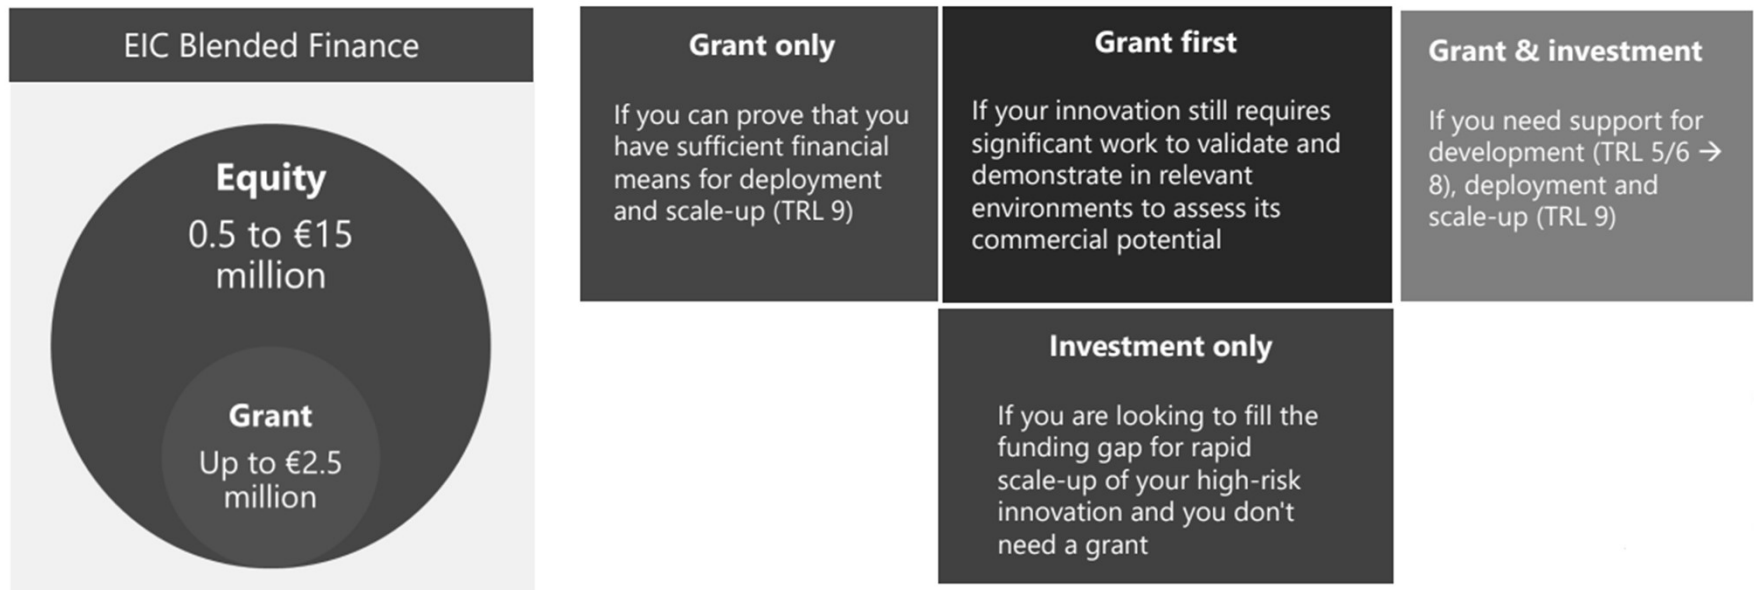 EIC Blended Finance
Equity
0.5 to €15
million
Grant
Up to €2.5
million
Grant only
If you can prove that you
have sufficient financial
means for deployment
and scale-up (TRL 9)
Grant first
If your innovation still requires
significant work to validate and
demonstrate in relevant
environments to assess its
commercial potential
Grant & investment
If you need support for
development (TRL 5/6 →
8), deployment and
scale-up (TRL 9)
Investment only
If you are looking to fill the
funding gap for rapid
scale-up of your high-risk
innovation and you don't
need a grant